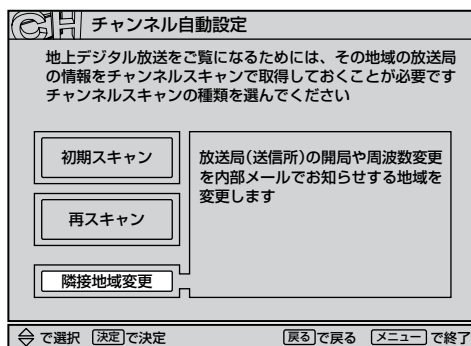 CH チャンネル自動設定
地上デジタル放送をご覧になるためには、その地域の放送局
の情報をチャンネルスキャンで取得しておくことが必要です
チャンネルスキャンの種類を選んでください
初期スキャン
再スキャン
隣接地域変更
放送局(送信所)の開局や周波数変更
を内部メールでお知らせする地域を
変更します
で選択 決定で決定 戻るで戻る メニューで終了